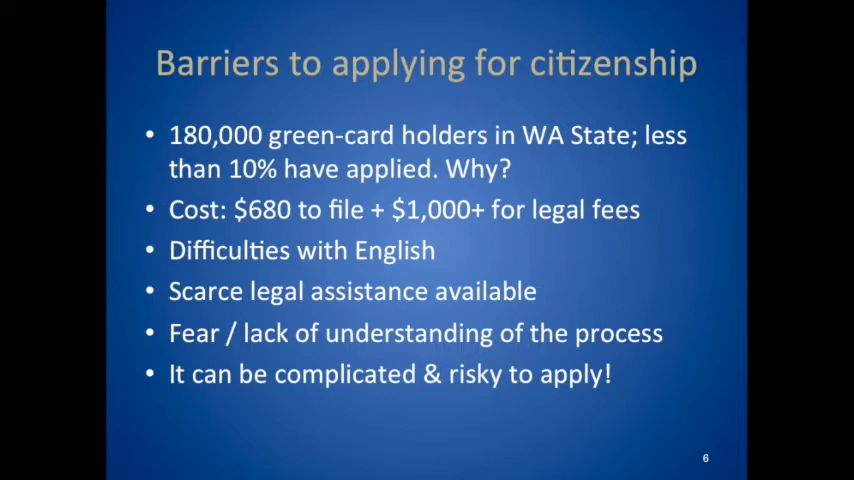 Barriers to applying for citizenship
• 180,000 green-card holders in WA State; less
than 10% have applied. Why?
• Cost: $680 to file + $1,000+ for legal fees
• Difficulties with English
• Scarce legal assistance available
• Fear / lack of understanding of the process
• It can be complicated & risky to apply!
6